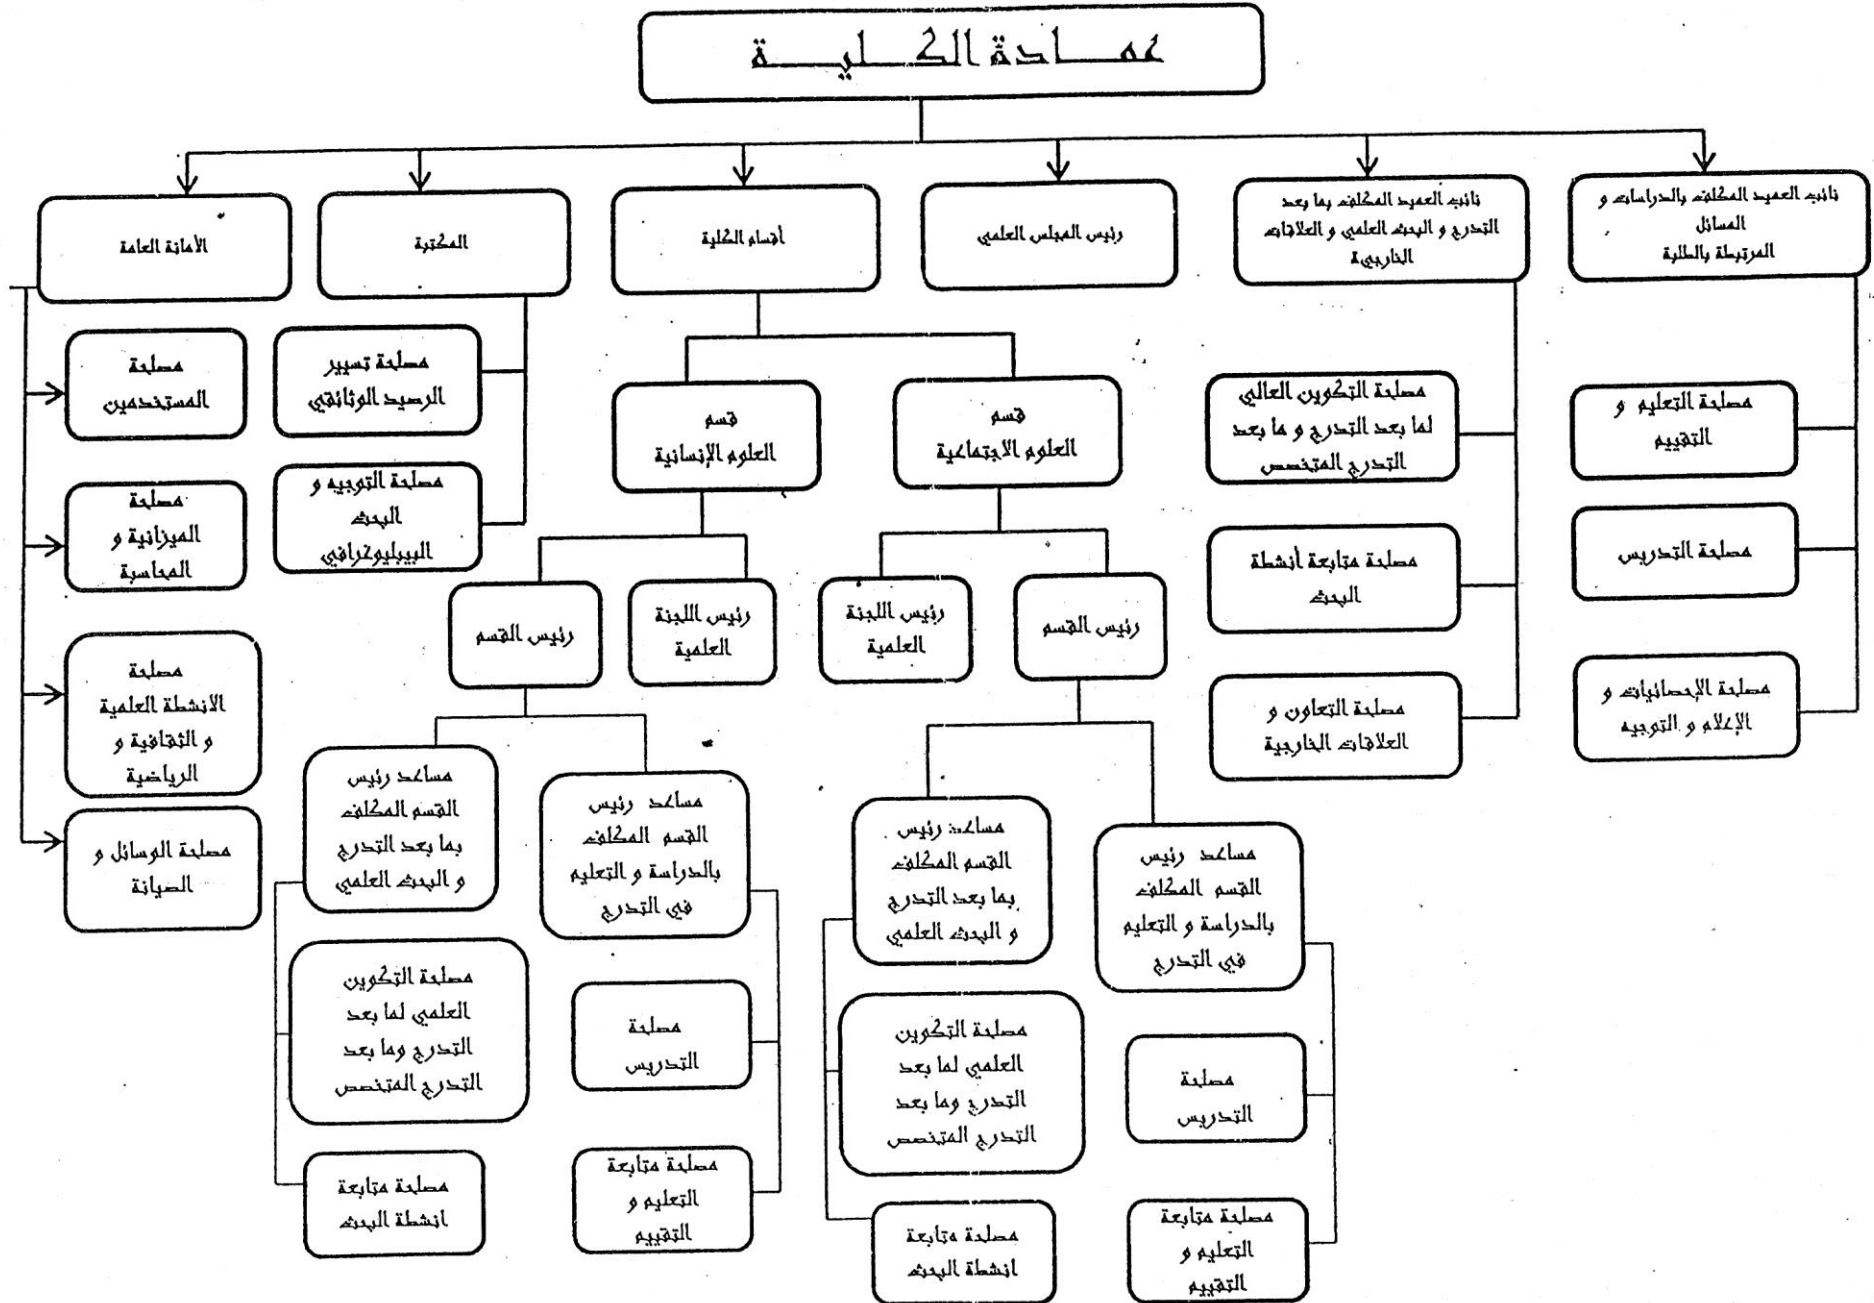 عمادة الكلية
نائب العميد المكلف بالدراسات و
المسائل
المرتبطة بالطلبة
نائب العميد المكلف بما بعد
التدرج و البحث العلمي و العلاقات
الخارجية
رئيس المجلس العلمي
أقسام الكلية
المكتبة
الأمانة العامة
مصلحة التعليم و
التقييم
مصلحة التدريس
مصلحة الإحصائيات و
الإعلام و التوجيه
مصلحة التكوين العالي
لما بعد التدرج و ما بعد
التدرج المتخصص
مصلحة متابعة أنشطة
البحث
مصلحة التعاون و
العلاقات الخارجية
قسم
العلوم الاجتماعية
قسم
العلوم الإنسانية
رئيس القسم
رئيس اللجنة
العلمية
رئيس اللجنة
العلمية
رئيس القسم
مساعد رئيس
القسم المكلف
بالدراسة و التعليم
في التدرج
مصلحة
التدريس
مصلحة متابعة
التعليم و
التقييم
مساعد رئيس
القسم المكلف
بما بعد التدرج
و البحث العلمي
مصلحة التكوين
العلمي لما بعد
التدرج وما بعد
التدرج المتخصص
مصلحة متابعة
انشطة البحث
مساعد رئيس
القسم المكلف
بالدراسة و التعليم
في التدرج
مصلحة
التدريس
مصلحة متابعة
التعليم و
التقييم
مساعد رئيس
القسم المكلف
بما بعد التدرج
و البحث العلمي
مصلحة التكوين
العلمي لما بعد
التدرج وما بعد
التدرج المتخصص
مصلحة متابعة
انشطة البحث
مصلحة تسيير
الرصيد الوثائقي
مصلحة التوجيه و
البحث
البيبليوغرافي
مصلحة
المستخدمين
مصلحة
الميزانية و
المحاسبة
مصلحة
الانشطة العلمية
و الثقافية و
الرياضية
مصلحة الوسائل و
الصيانة